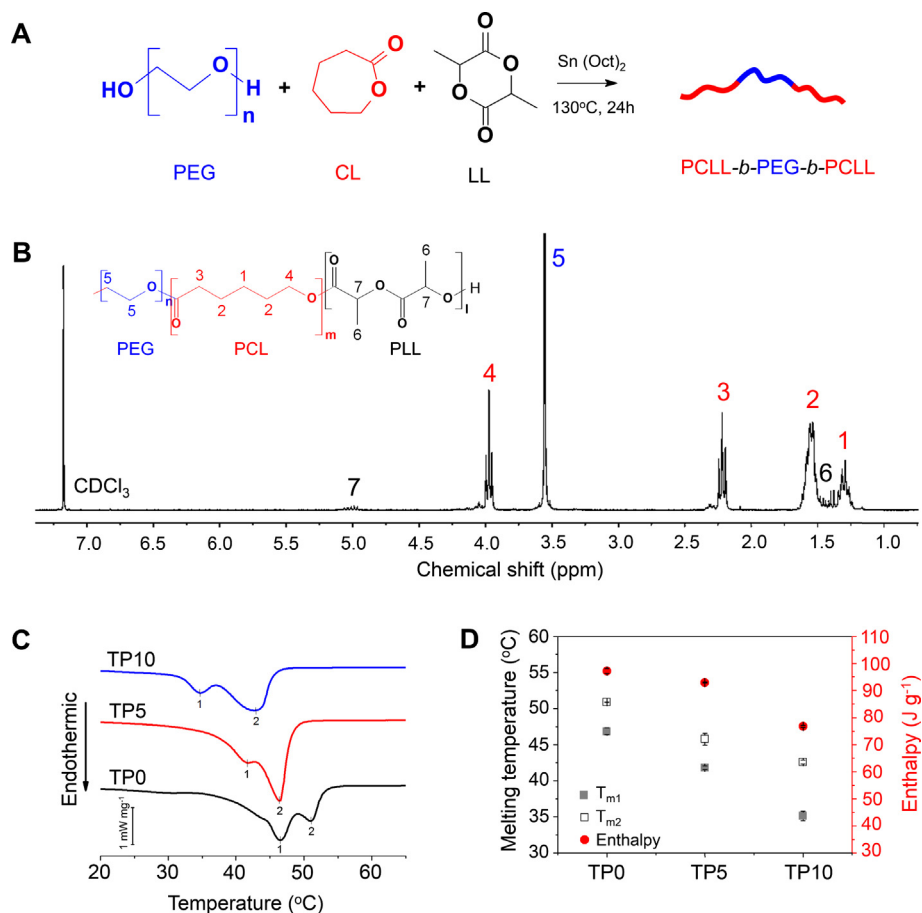 A
HO
O
H
n
+
O
O
+
O
O
O
O
Sn (Oct)2
130°C, 24h
PEG
CL
LL
PCLL-b-PEG-b-PCLL
B
5
5
O
n
O
3
2
1
2
4
O
m
O
7
6
O
O
6
7
O
H
l
PEG
PCL
PLL
CDCl3
7
4
5
3
2
6
1
7.0 6.5 6.0 5.5 5.0 4.5 4.0 3.5 3.0 2.5 2.0 1.5 1.0
Chemical shift (ppm)
C
Endothermic
TP10
1
2
TP5
1
2
TP0
1
2
1 mW mg-1
20 30 40 50 60
Temperature (°C)
D
Melting temperature (°C)
60
55
50
45
40
35
30
Tm1
Tm2
Enthalpy
TP0 TP5 TP10
110
100
90
80
70
60
50
40
30
30
Enthalpy (J g-1)